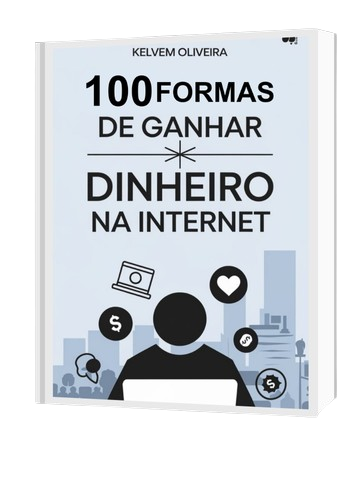 KELVEM OLIVEIRA
100 FORMAS
DE GANHAR
DINHEIRO
NA INTERNET
$
$
$